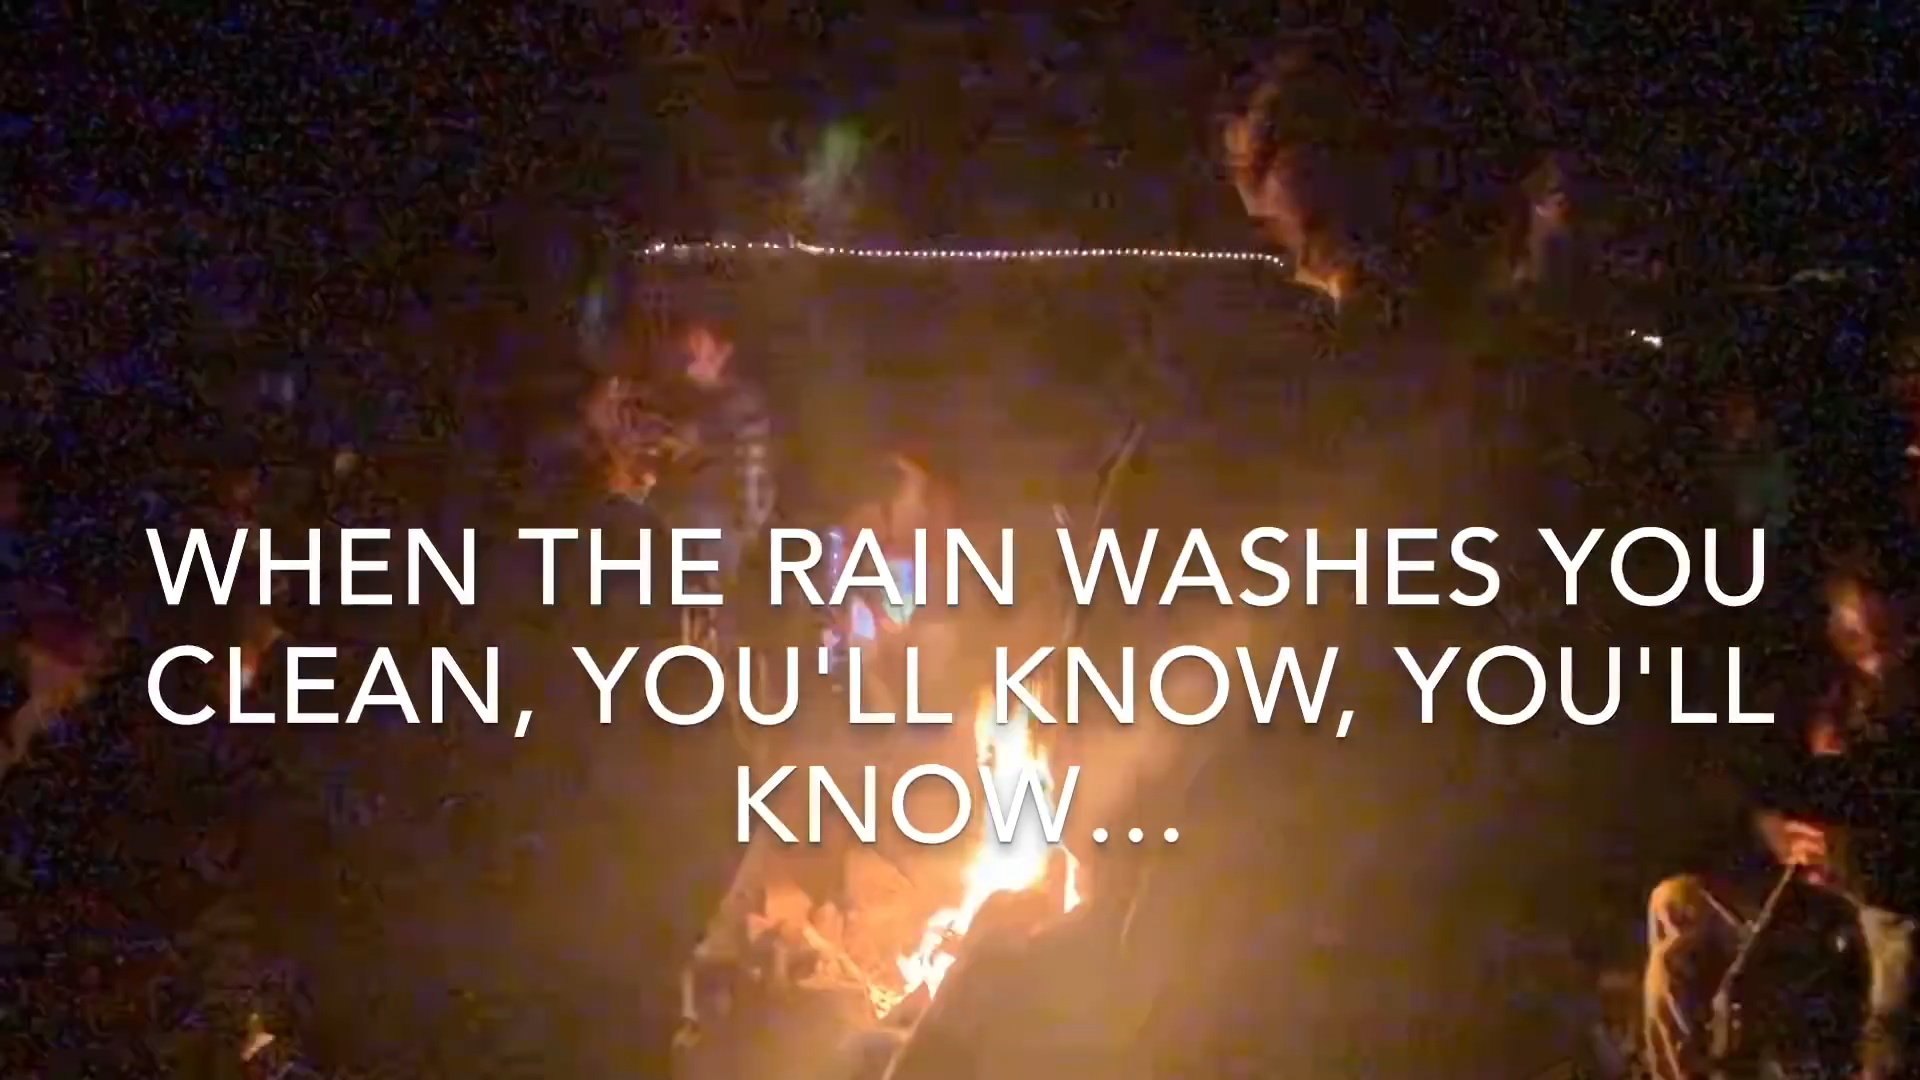 WHEN THE RAIN WASHES YOU
CLEAN, YOU'LL KNOW, YOU'LL
KNOW...